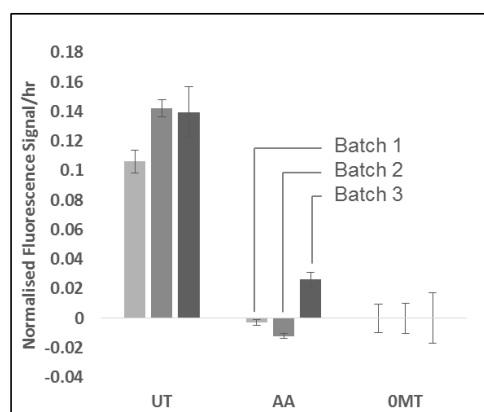 Normalised Fluorescence Signal/hr
0.18
0.16
0.14
0.12
0.1
0.08
0.06
0.04
0.02
0
-0.02
-0.04
Batch 1
Batch 2
Batch 3
UT
AA
0MT